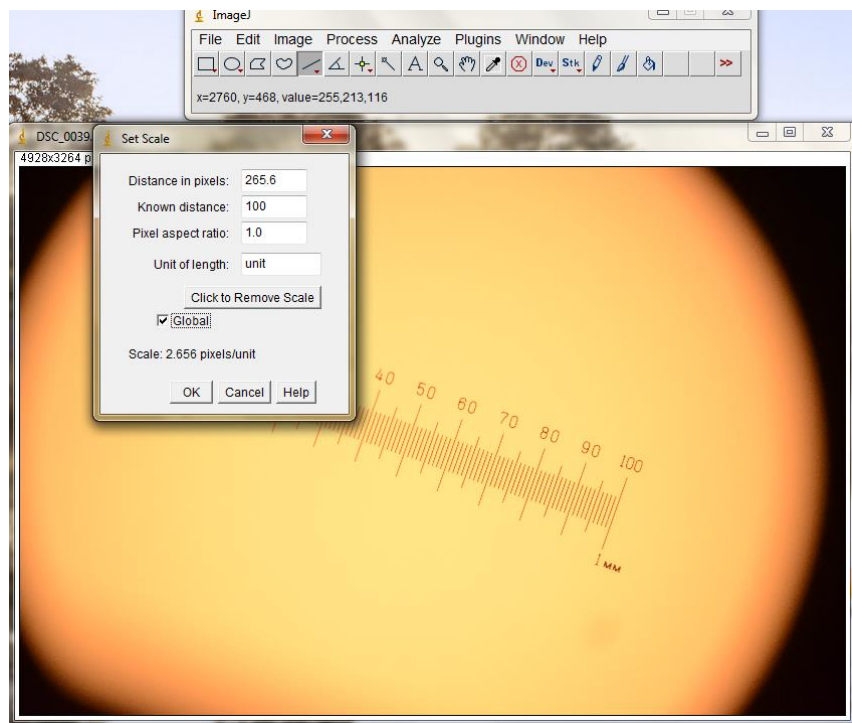 ImageJ
File Edit Image Process Analyze Plugins Window Help
A Dev Stk >>
x=2760, y=468, value=255,213,116
DSC_0039.
4928x3264 p
Set Scale
Distance in pixels: 265.6
Known distance: 100
Pixel aspect ratio: 1.0
Unit of length: unit
Click to Remove Scale
Global
Scale: 2.656 pixels/unit
OK Cancel Help
40 50 60 70 80 90 100
1 мм